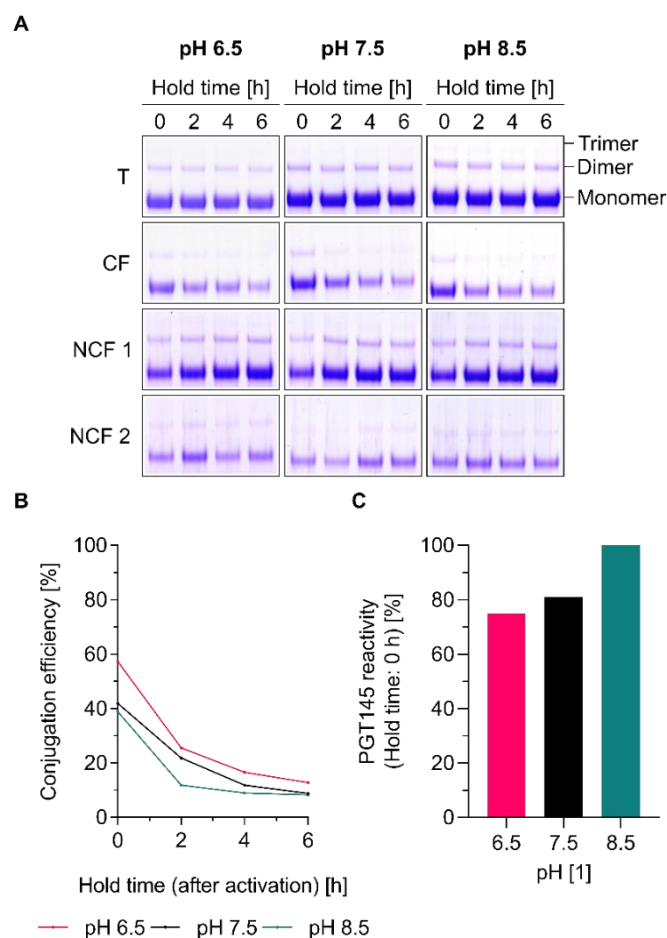 A
pH 6.5 pH 7.5 pH 8.5
Hold time [h] Hold time [h] Hold time [h]
0 2 4 6 0 2 4 6 0 2 4 6
Trimer
T Dimer
Monomer
CF
NCF 1
NCF 2
B C
Conjugation efficiency [%]
100
80
60
40
20
0
0 2 4 6
Hold time (after activation) [h]
PGT145 reactivity
(Hold time: 0 h) [%]
100
80
60
40
20
0
6.5 7.5 8.5
pH [1]
pH 6.5 pH 7.5 pH 8.5